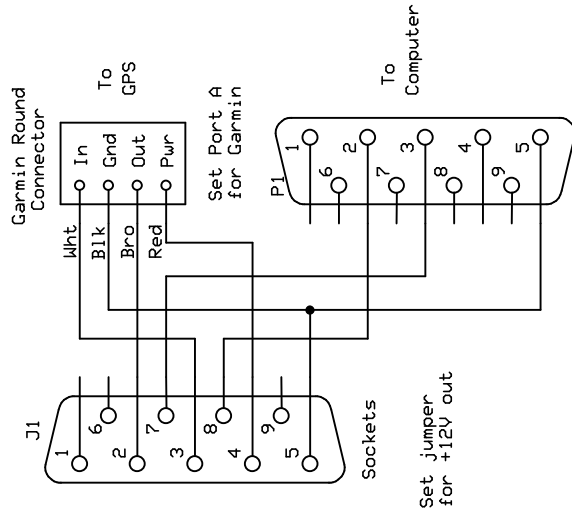 Garmin Round
Connector
To
GPS
In
Gnd
Out
Pwr
Wht
Blk
Bro
Red
Set Port A
for Garmin
To
Computer
P1
1
2
3
4
5
6
7
8
9
J1
1
2
3
4
5
6
7
8
9
Sockets
Set jumper
for +12V out